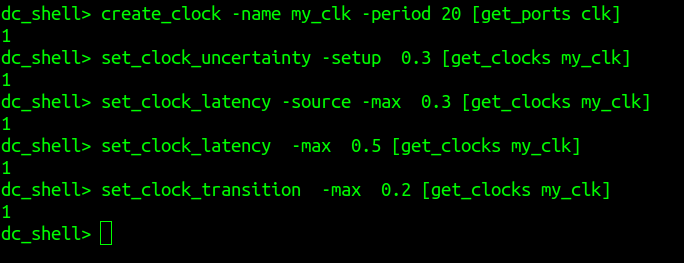 dc_shell> create_clock -name my_clk -period 20 [get_ports clk]
1
dc_shell> set_clock_uncertainty -setup  0.3 [get_clocks my_clk]
1
dc_shell> set_clock_latency -source -max  0.3 [get_clocks my_clk]
1
dc_shell> set_clock_latency  -max  0.5 [get_clocks my_clk]
1
dc_shell> set_clock_transition  -max  0.2 [get_clocks my_clk]
1
dc_shell>